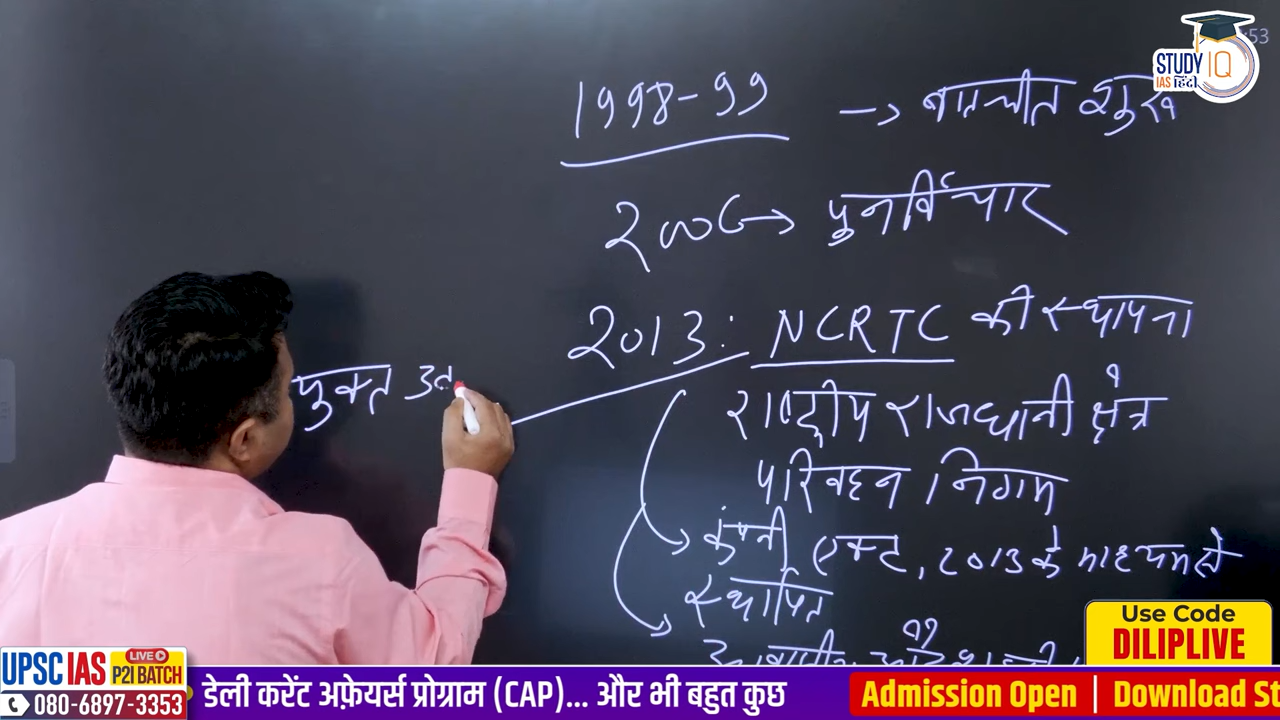 :53
STUDY IQ
IAS हिंदी
1998-99 → बातचीत शुरू
2006 → पुनर्विचार
2013: NCRTC की स्थापना
राष्ट्रीय राजधानी क्षेत्र
परिवहन निगम
कंपनी एक्ट, 2013 के माध्यम से
स्थापित
Use Code
DILIPLIVE
UPSC IAS LIVE P2I BATCH
080-6897-3353
डेली करेंट अफ़ेयर्स प्रोग्राम (CAP)... और भी बहुत कुछ
Admission Open | Download St